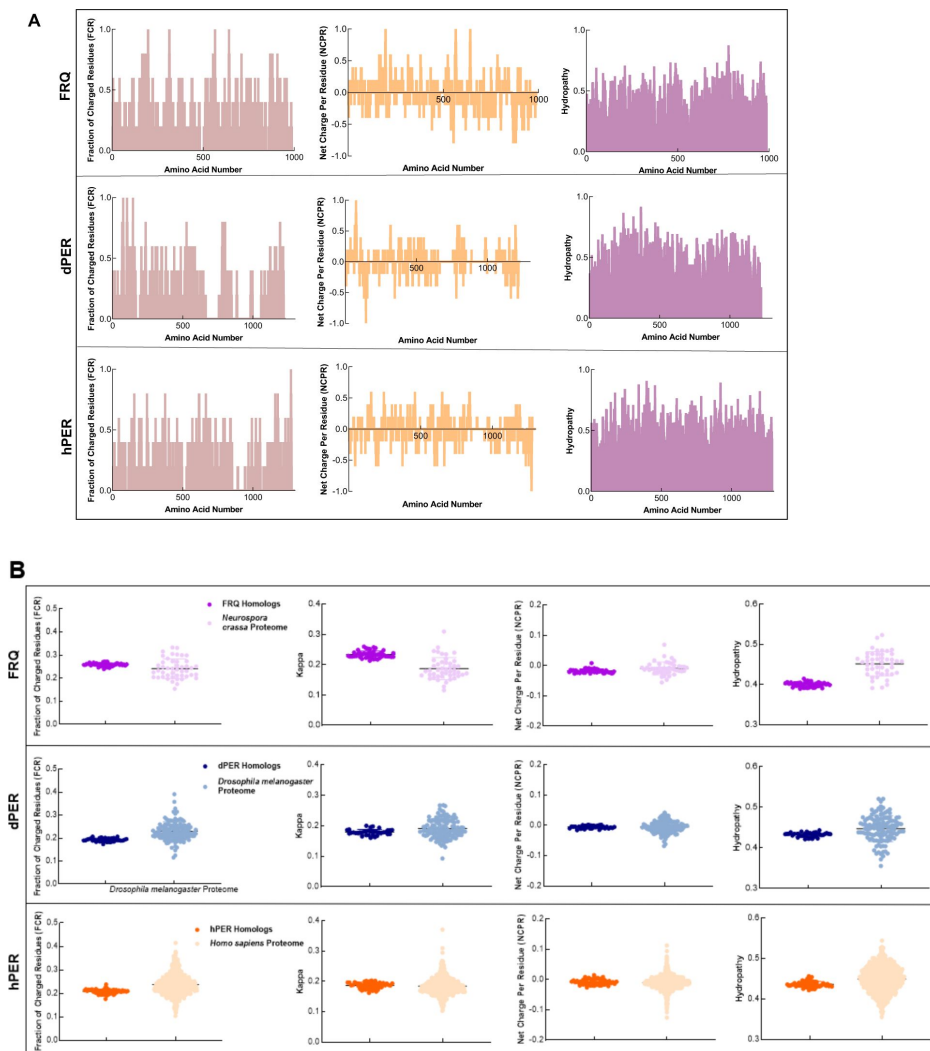 A
FRQ
Fraction of Charged Residues (FCR)
1.0
0.5
0.0
0
500
1000
Amino Acid Number
Net Charge Per Residue (NCPR)
1.0
0.5
0.0
-0.5
-1.0
500
1000
Amino Acid Number
Hydropathy
1.0
0.5
0.0
0
500
1000
Amino Acid Number
dPER
Fraction of Charged Residues (FCR)
1.0
0.5
0.0
0
500
1000
Amino Acid Number
Net Charge Per Residue (NCPR)
1.0
0.5
0.0
-0.5
-1.0
500
1000
Amino Acid Number
Hydropathy
1.0
0.5
0.0
0
500
1000
Amino Acid Number
hPER
Fraction of Charged Residues (FCR)
1.0
0.5
0.0
0
500
1000
Amino Acid Number
Net Charge Per Residue (NCPR)
1.0
0.5
0.0
-0.5
-1.0
500
1000
Amino Acid Number
Hydropathy
1.0
0.5
0.0
0
500
1000
Amino Acid Number
B
FRQ
Fraction of Charged Residues (FCR)
0.5
0.4
0.3
0.2
0.1
0.0
FRQ Homologs
Neurospora
crassa Proteome
Kappa
0.4
0.3
0.2
0.1
0.0
Net Charge Per Residue (NCPR)
0.2
0.1
-0.0
-0.1
-0.2
Hydropathy
0.6
0.5
0.4
0.3
dPER
Fraction of Charged Residues (FCR)
0.5
0.4
0.3
0.2
0.1
0.0
dPER Homologs
Drosophila melanogaster
Proteome
Drosophila melanogaster Proteome
Kappa
0.4
0.3
0.2
0.1
0.0
Net Charge Per Residue (NCPR)
0.2
0.1
-0.0
-0.1
-0.2
Hydropathy
0.6
0.5
0.4
0.3
hPER
Fraction of Charged Residues (FCR)
0.5
0.4
0.3
0.2
0.1
0.0
hPER Homologs
Homo sapiens Proteome
Kappa
0.4
0.3
0.2
0.1
0.0
Net Charge Per Residue (NCPR)
0.2
0.1
-0.0
-0.1
-0.2
Hydropathy
0.6
0.5
0.4
0.3